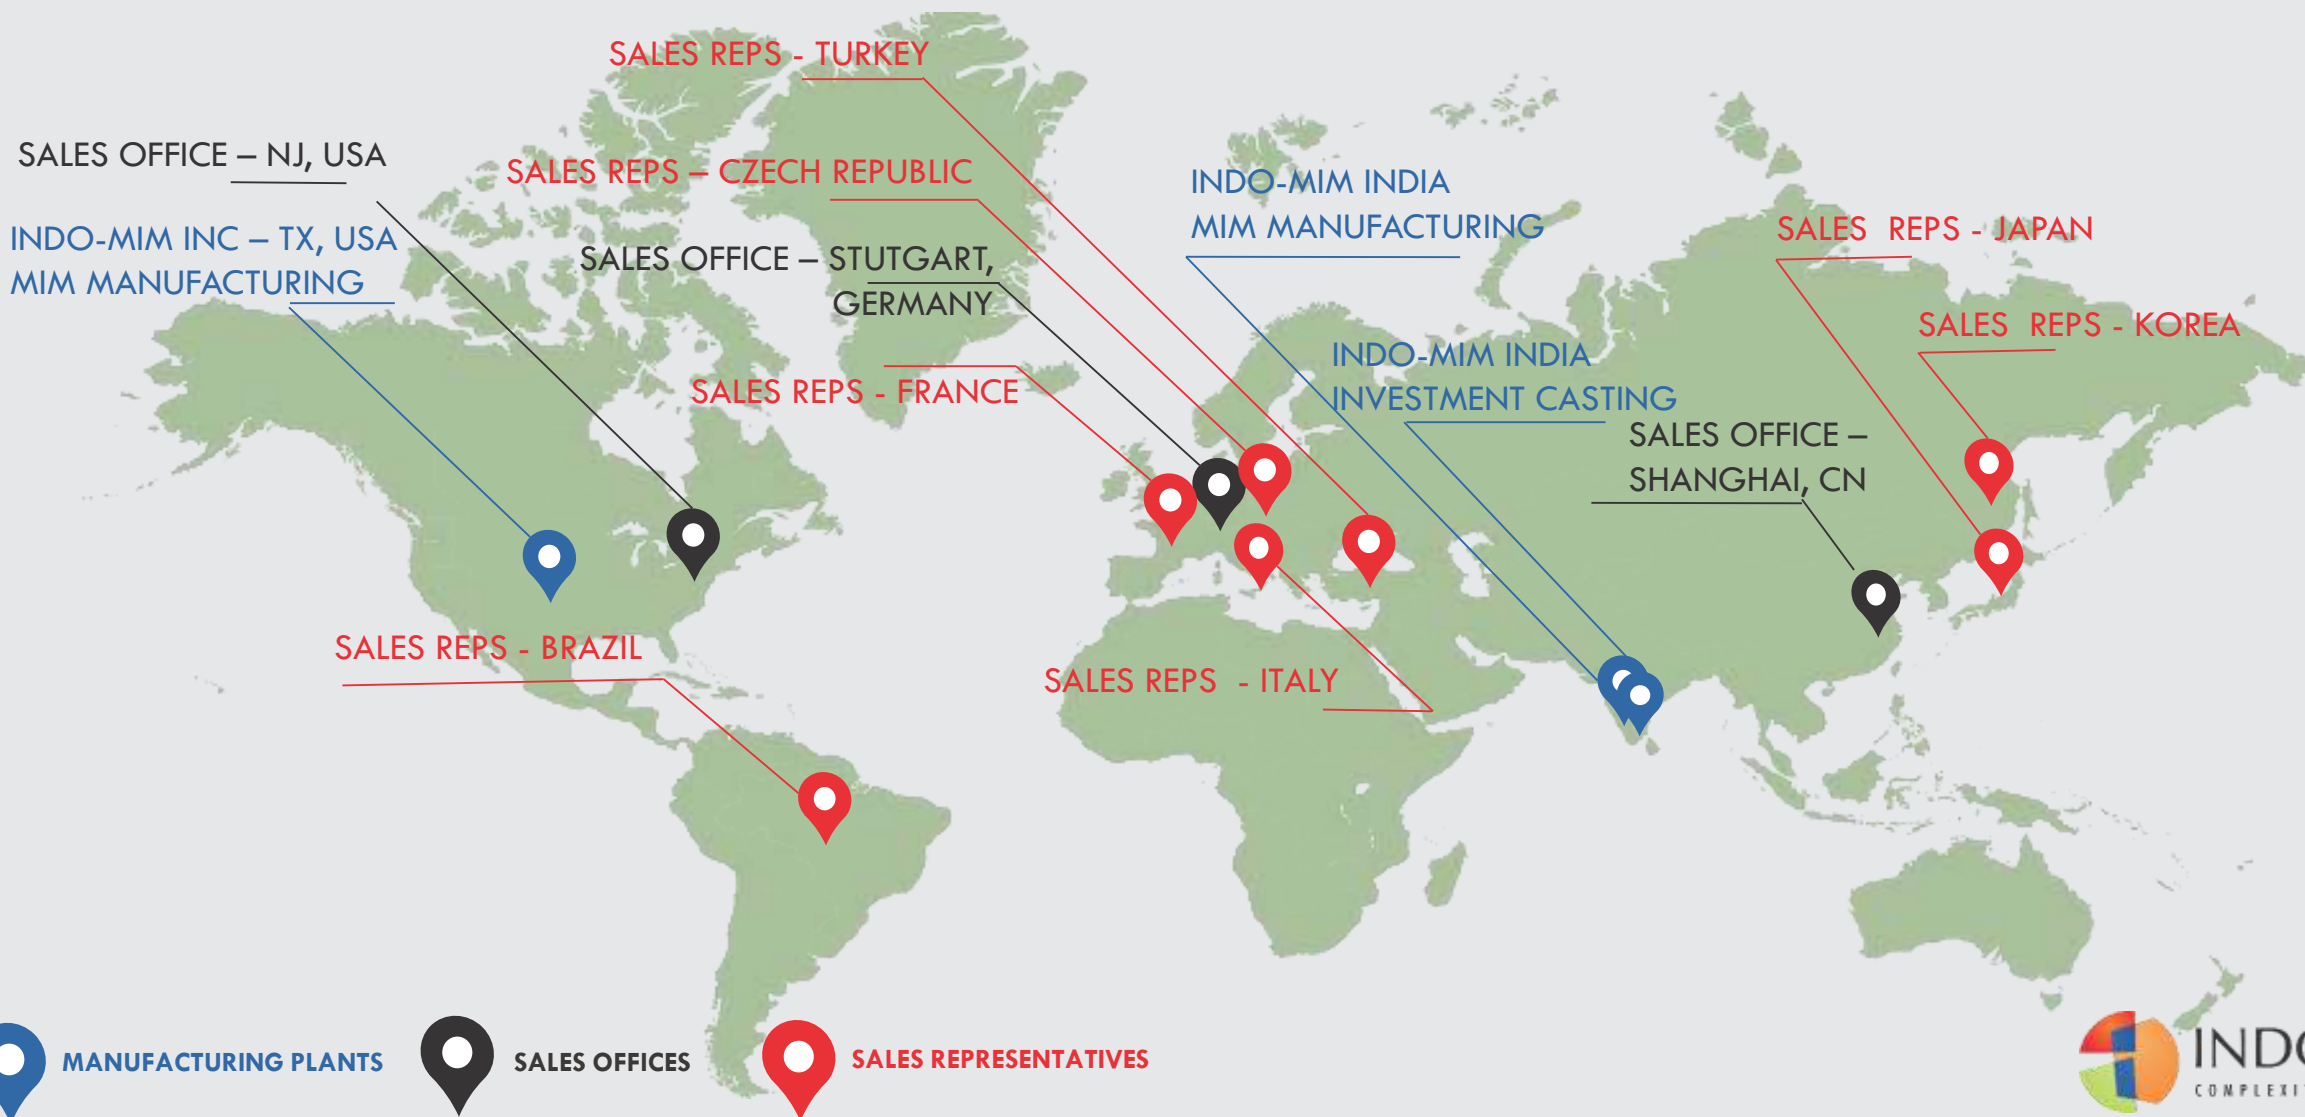 SALES REPS - TURKEY
SALES OFFICE – NJ, USA
SALES REPS – CZECH REPUBLIC
INDO-MIM INDIA
MIM MANUFACTURING
SALES REPS - JAPAN
INDO-MIM INC – TX, USA
MIM MANUFACTURING
SALES OFFICE – STUTGART,
GERMANY
SALES REPS - KOREA
INDO-MIM INDIA
INVESTMENT CASTING
SALES REPS - FRANCE
SALES OFFICE –
SHANGHAI, CN
SALES REPS - BRAZIL
SALES REPS - ITALY
MANUFACTURING PLANTS
SALES OFFICES
SALES REPRESENTATIVES